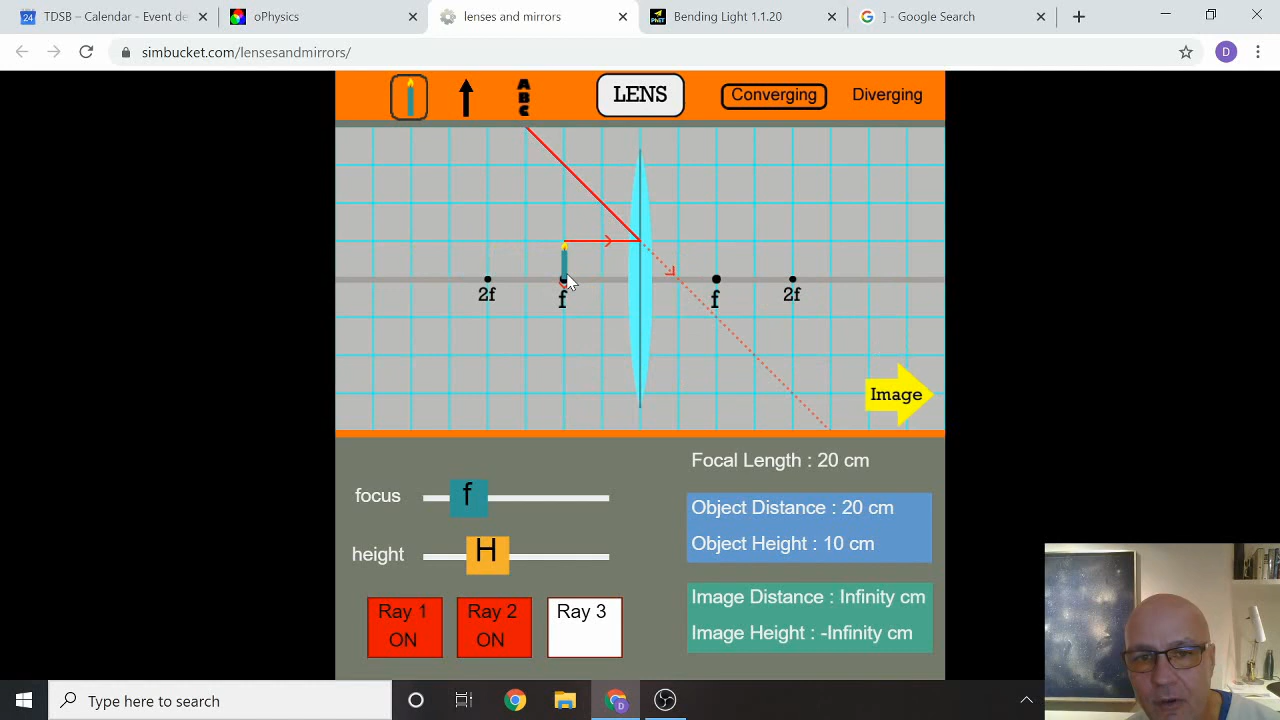 24 TDSB – Calendar - Event de
oPhysics
lenses and mirrors
Bending Light 1.1.20
] - Google Search
simbucket.com/lensesandmirrors/
D
A
B
C
LENS
Converging
Diverging
2f
f
f
2f
Image
focus
f
height
H
Ray 1
ON
Ray 2
ON
Ray 3
Focal Length : 20 cm
Object Distance : 20 cm
Object Height : 10 cm
Image Distance : Infinity cm
Image Height : -Infinity cm
Type here to search
D